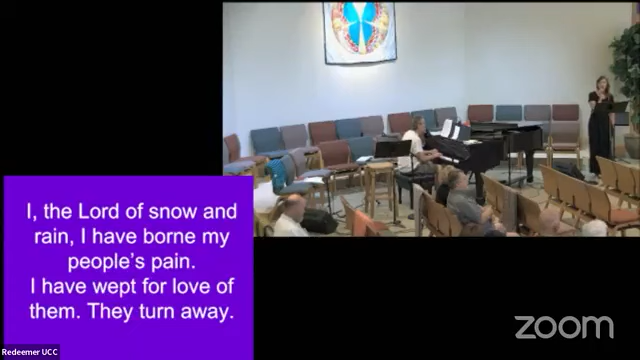 I, the Lord of snow and
rain, I have borne my
people's pain.
I have wept for love of
them. They turn away.
zoom
Redeemer UCC